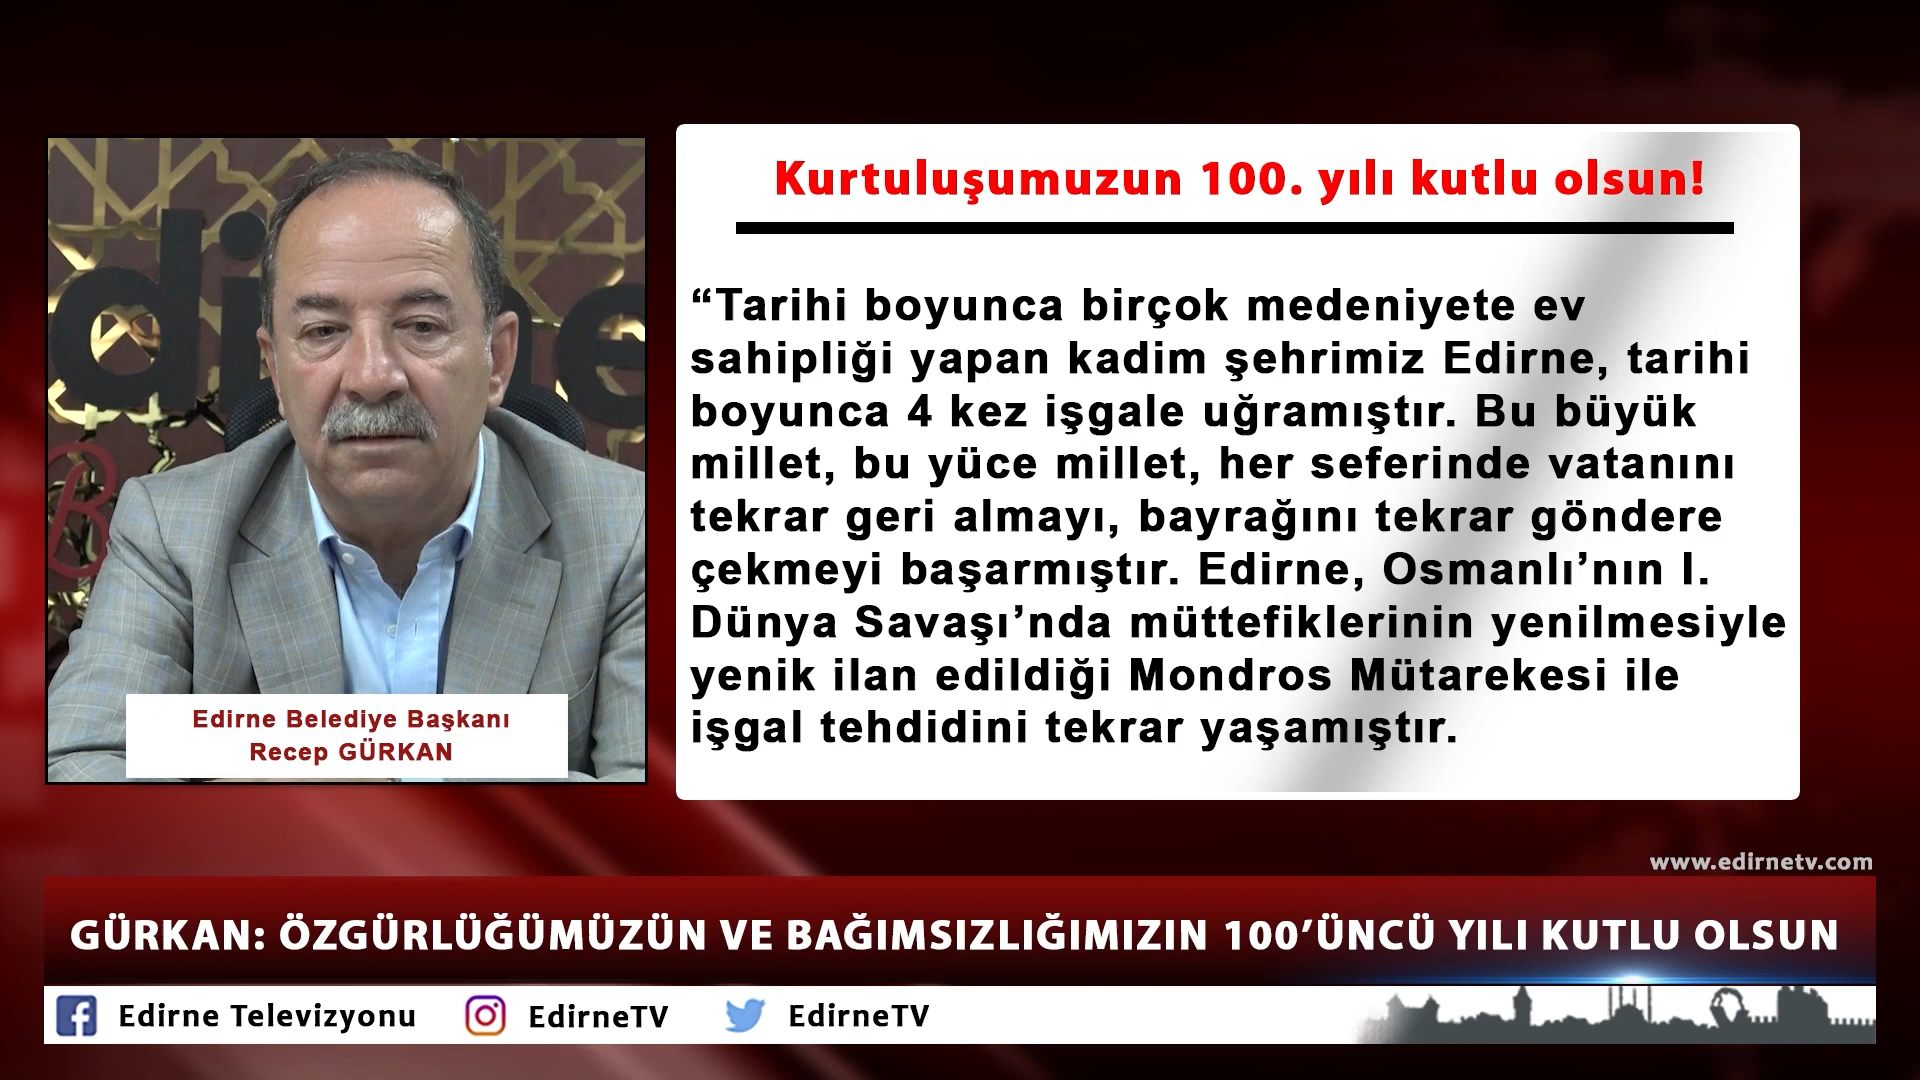 Kurtuluşumuzun 100. yılı kutlu olsun!
“Tarihi boyunca birçok medeniyete ev
sahipliği yapan kadim şehrimiz Edirne, tarihi
boyunca 4 kez işgale uğramıştır. Bu büyük
millet, bu yüce millet, her seferinde vatanını
tekrar geri almayı, bayrağını tekrar göndere
çekmeyi başarmıştır. Edirne, Osmanlı’nın I.
Dünya Savaşı’nda müttefiklerinin yenilmesiyle
yenik ilan edildiği Mondros Mütarekesi ile
işgal tehdidini tekrar yaşamıştır.
Edirne Belediye Başkanı
Recep GÜRKAN
www.edirnetv.com
GÜRKAN: ÖZGÜRLÜĞÜMÜZÜN VE BAĞIMSIZLIĞIMIZIN 100’ÜNCÜ YILI KUTLU OLSUN
Edirne Televizyonu EdirneTV EdirneTV